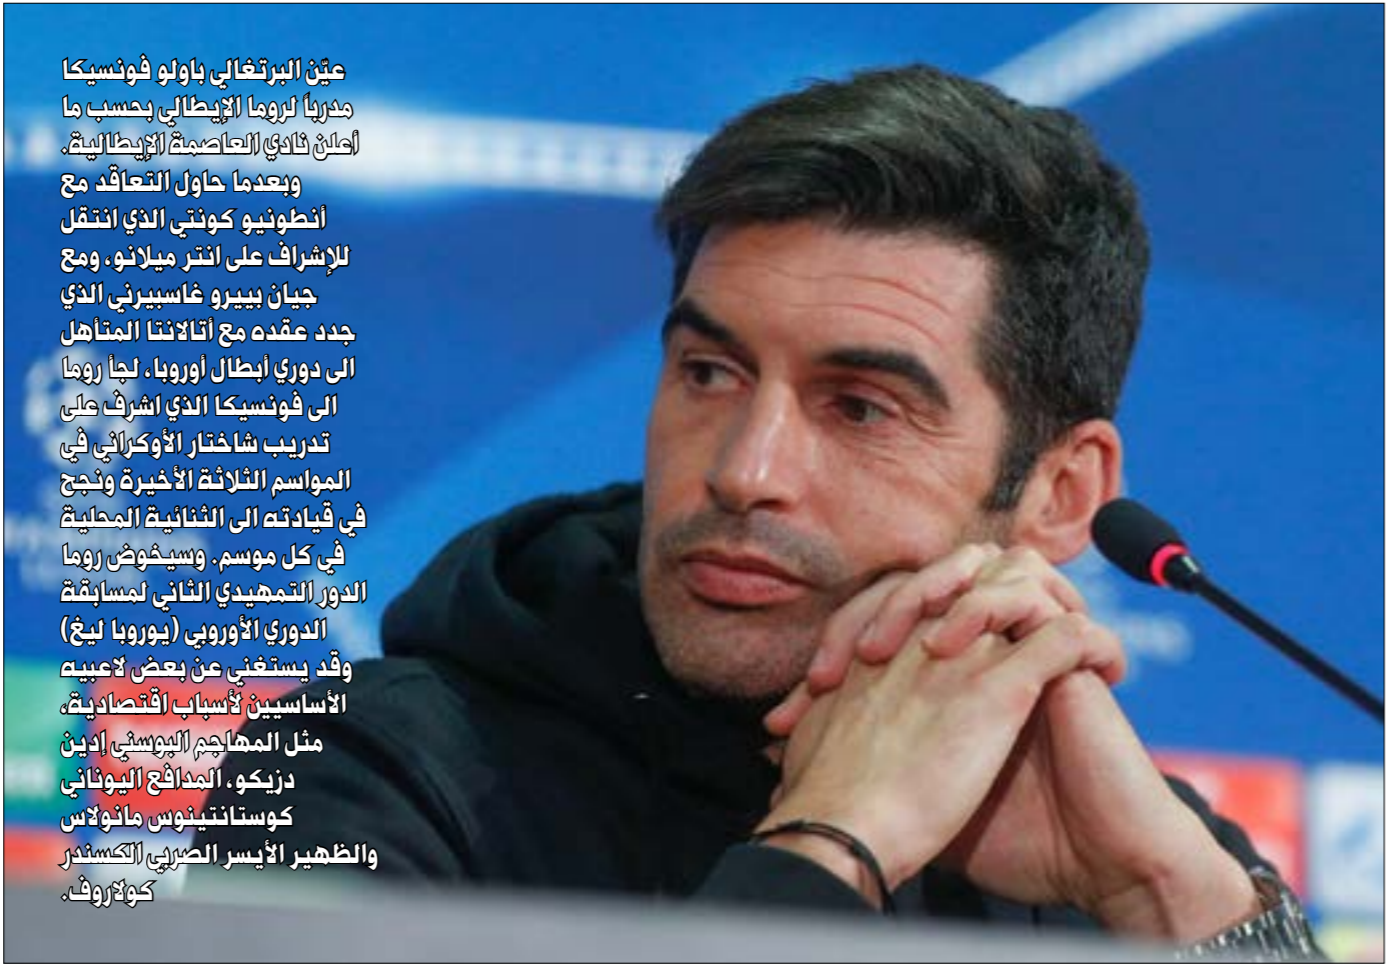 عيّن البرتغالي باولو فونسيكا
مدرباً لروما الإيطالي بحسب ما
أعلن نادي العاصمة الإيطالية.
وبعدما حاول التعاقد مع
أنطونيو كونتي الذي انتقل
للإشراف على انتر ميلانو، ومع
جيان بييرو غاسبيرني الذي
جدد عقده مع أتالانتا المتأهل
الى دوري أبطال أوروبا، لجأ روما
الى فونسيكا الذي اشرف على
تدريب شاختار الأوكراني في
المواسم الثلاثة الأخيرة ونجح
في قيادته الى الثنائية المحلية
في كل موسم. وسيخوض روما
الدور التمهيدي الثاني لمسابقة
الدوري الأوروبي (يوروبا ليغ)
وقد يستغني عن بعض لاعبيه
الأساسيين لأسباب اقتصادية،
مثل المهاجم البوسني إدين
دزيكو، المدافع اليوناني
كوستانتينوس مانولاس
والظهير الأيسر الصربي الكسندر
كولاروف.